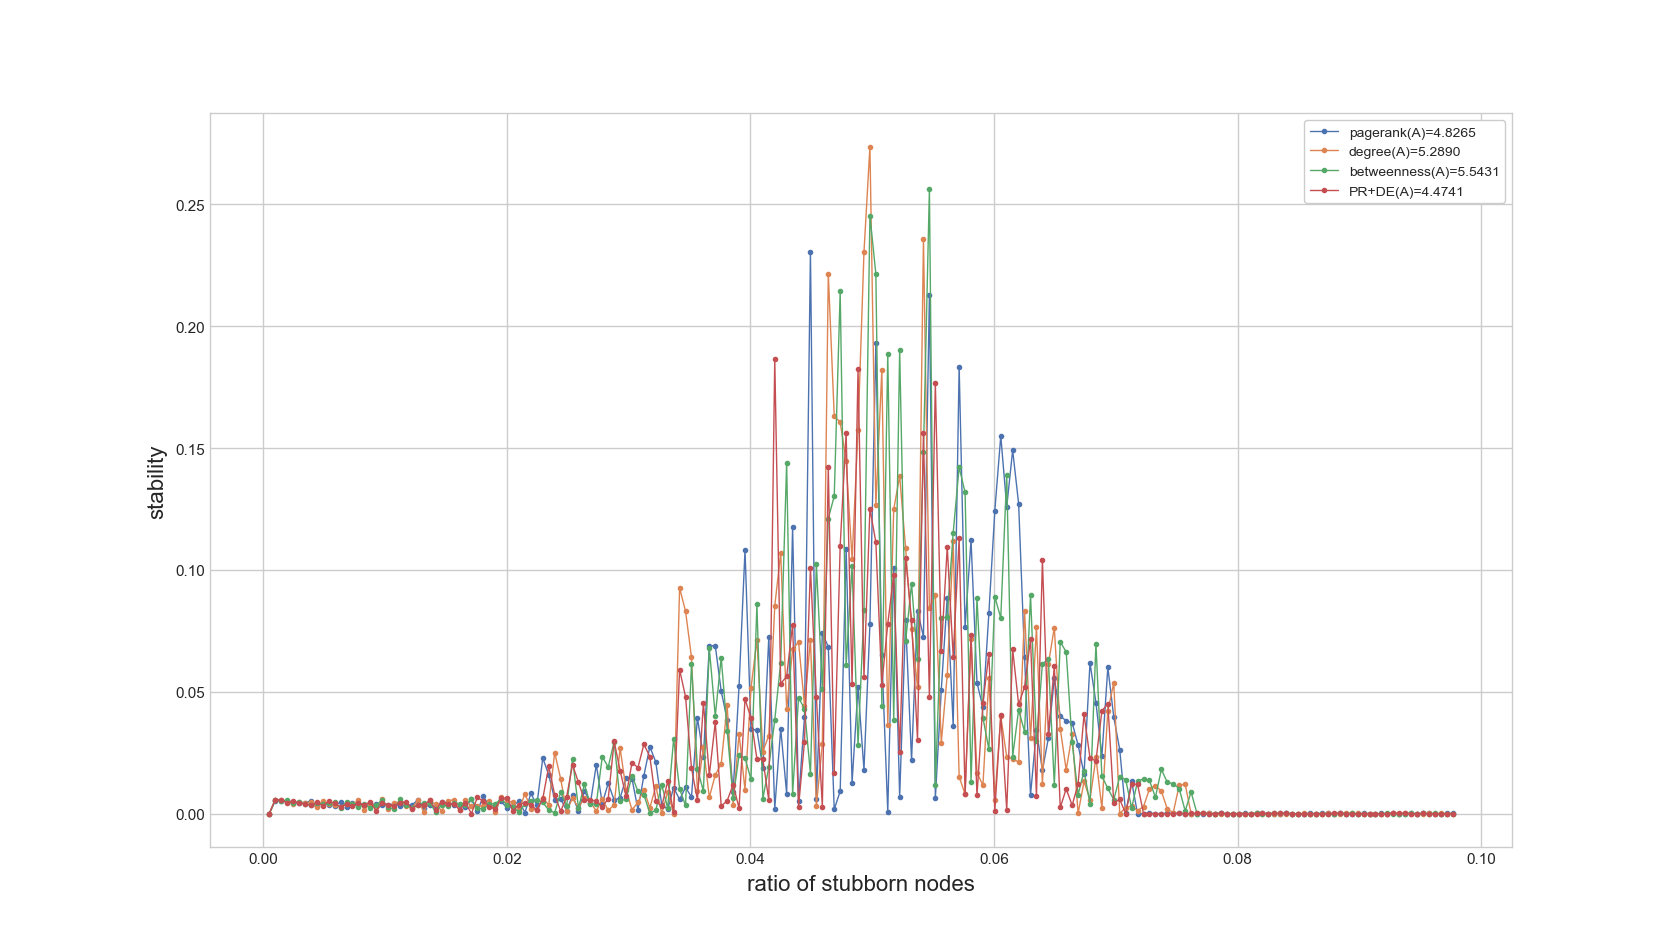 pagerank(A)=4.8265
degree(A)=5.2890
betweenness(A)=5.5431
PR+DE(A)=4.4741
stability
0.25
0.20
0.15
0.10
0.05
0.00
0.00 0.02 0.04 0.06 0.08 0.10
ratio of stubborn nodes